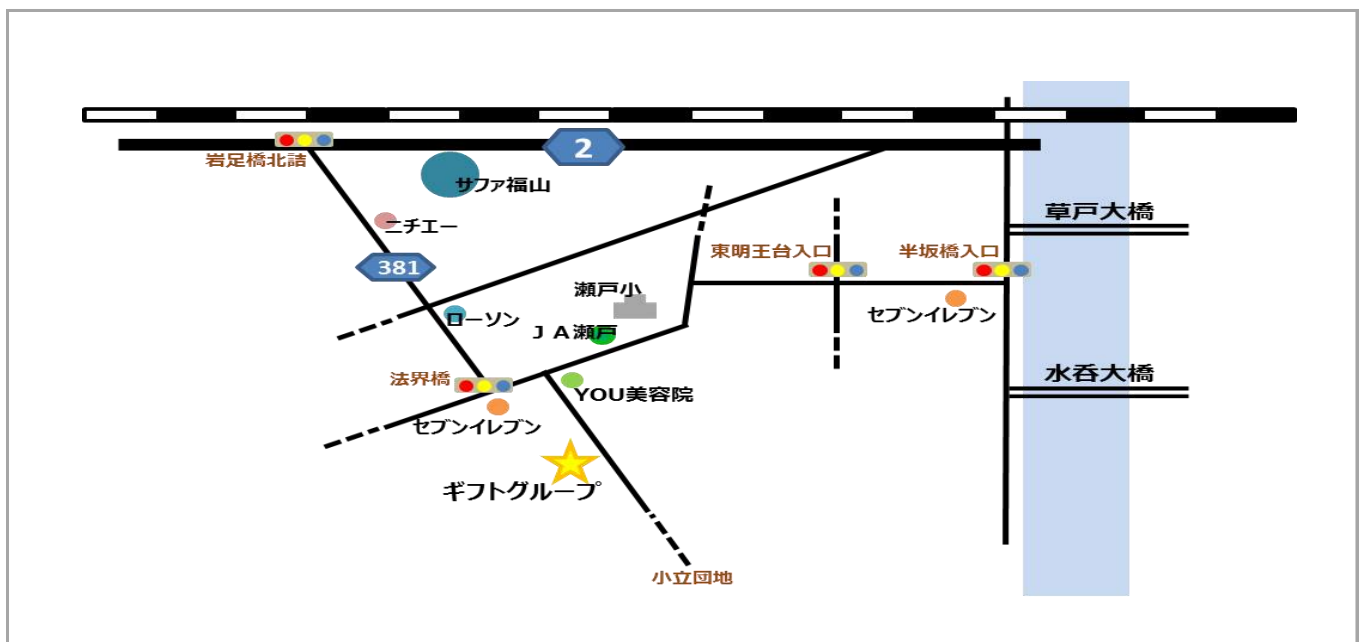 2
岩足橋北詰
サファ福山
ニチエー
草戸大橋
東明王台入口
半坂橋入口
381
瀬戸小
セブンイレブン
ローソン
ＪＡ瀬戸
法界橋
水呑大橋
YOU美容院
セブンイレブン
ギフトグループ
小立団地